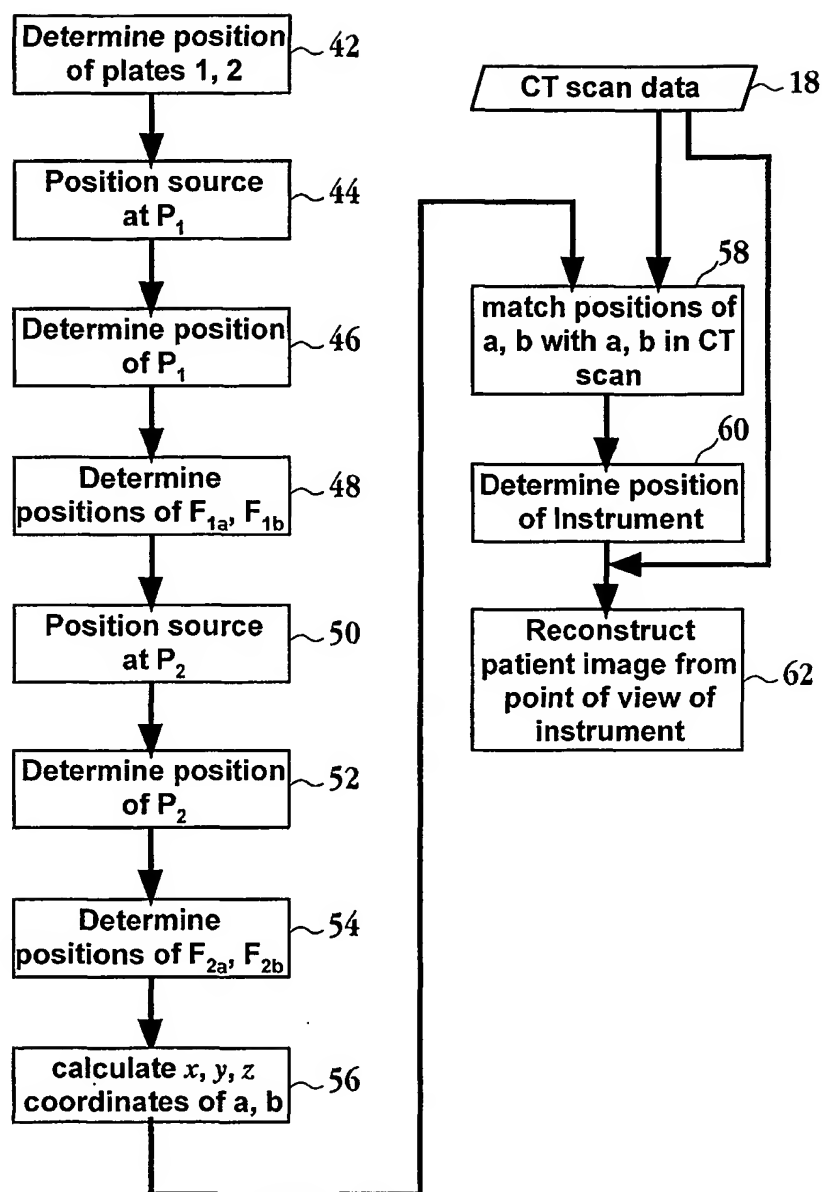 Determine position
of plates 1, 2
42
Position source
at P1
44
Determine position
of P1
46
Determine
positions of F1a, F1b
48
Position source
at P2
50
Determine position
of P2
52
Determine
positions of F2a, F2b
54
calculate x, y, z
coordinates of a, b
56
CT scan data
18
58
match positions of
a, b with a, b in CT
scan
60
Determine position
of Instrument
Reconstruct
patient image from
point of view of
instrument
62